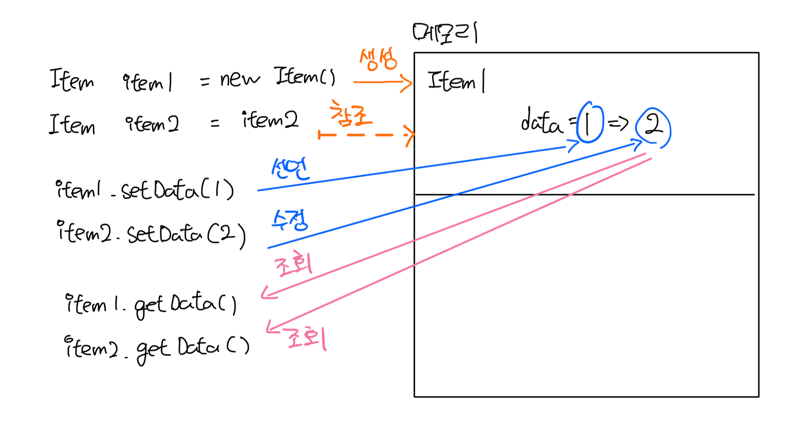 메모리
Item item1 = new Item() 생성
Item item2 = item2 참조
Item1
data = 1 => 2
item1.setData(1) 선언
item2.setData(2) 수정
item1.getData() 조회
item2.getData() 조회